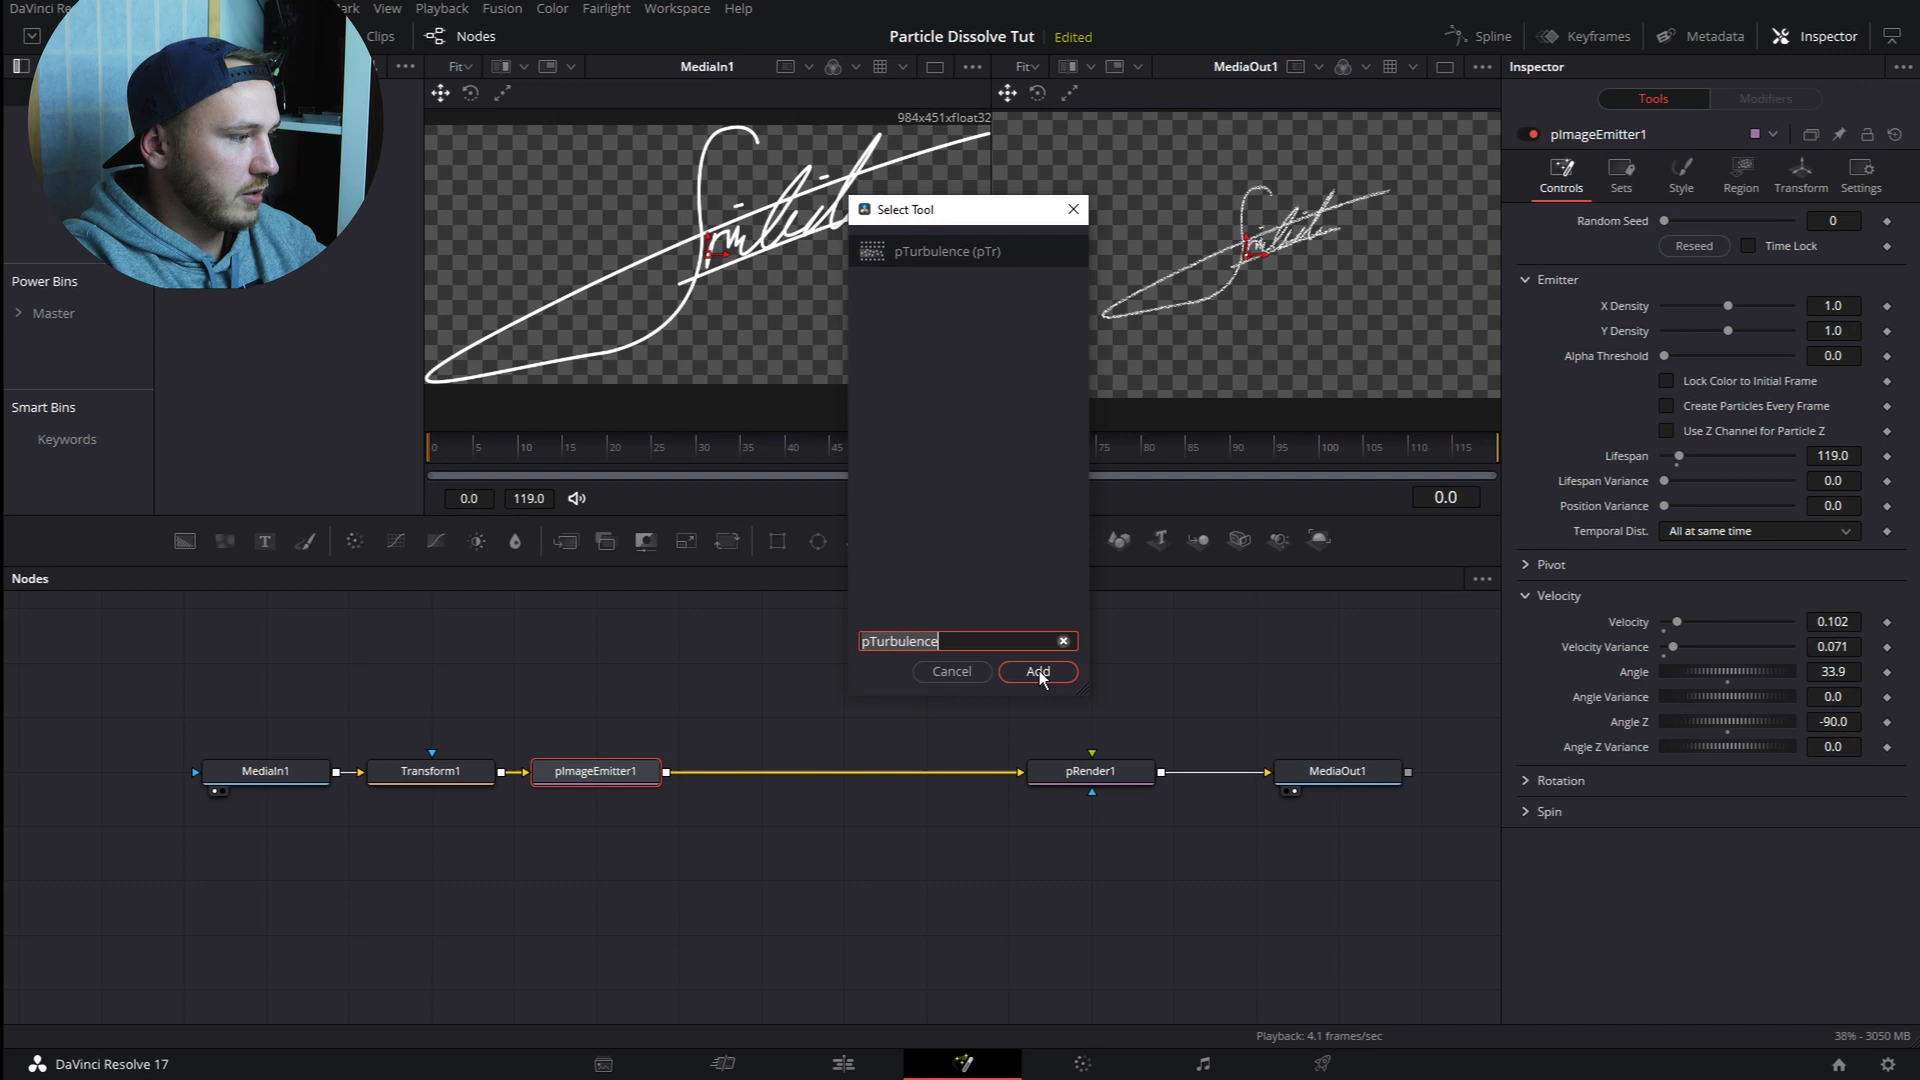 DaVinci Re
ark
View
Playback
Fusion
Color
Fairlight
Workspace
Help
Clips
Nodes
Particle Dissolve Tut
Edited
Spline
Keyframes
Metadata
Inspector
Fit
MediaIn1
Fit
MediaOut1
Inspector
984x451xfloat32
Tools
Modifiers
Select Tool
pImageEmitter1
pTurbulence (pTr)
Controls
Sets
Style
Region
Transform
Settings
Random Seed
0
Reseed
Time Lock
Power Bins
Master
Emitter
X Density
1.0
Y Density
1.0
Alpha Threshold
0.0
Lock Color to Initial Frame
Create Particles Every Frame
Use Z Channel for Particle Z
Smart Bins
Keywords
0 5 10 15 20 25 30 35 40 45
75 80 85 90 95 100 105 110 115
Lifespan
119.0
Lifespan Variance
0.0
Position Variance
0.0
Temporal Dist.
All at same time
0.0
119.0
0.0
Pivot
Nodes
Velocity
Velocity
0.102
Velocity Variance
0.071
Angle
33.9
Angle Variance
0.0
Angle Z
-90.0
Angle Z Variance
0.0
Rotation
Spin
pTurbulence
Cancel
Add
MediaIn1
Transform1
pImageEmitter1
pRender1
MediaOut1
Playback: 4.1 frames/sec
38% - 3050 MB
DaVinci Resolve 17